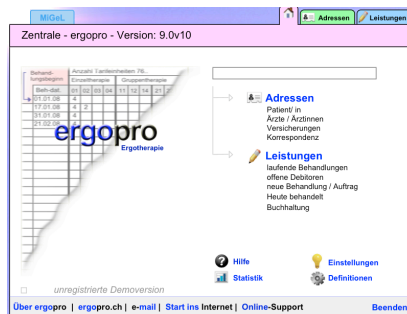 MiGeL
Adressen
Leistungen
Zentrale - ergopro - Version: 9.0v10
Behand-
lungsbeginn
Anzahl Tarifeinheiten 76..
Einzeltherapie Gruppentherapie
Beh-dat. 01 02 03 04 11 12 14 21
01.01.08 4
17.01.08 4 2
31.01.08 4
21.02.08
ergopro
Ergotherapie
Adressen
Patient/ in
Ärzte / Ärztinnen
Versicherungen
Korrespondenz
Leistungen
laufende Behandlungen
offene Debitoren
neue Behandlung / Auftrag
Heute behandelt
Buchhaltung
Hilfe
Einstellungen
Statistik
Definitionen
unregistrierte Demoversion
Über ergopro | ergopro.ch | e-mail | Start ins Internet | Online-Support
Beenden